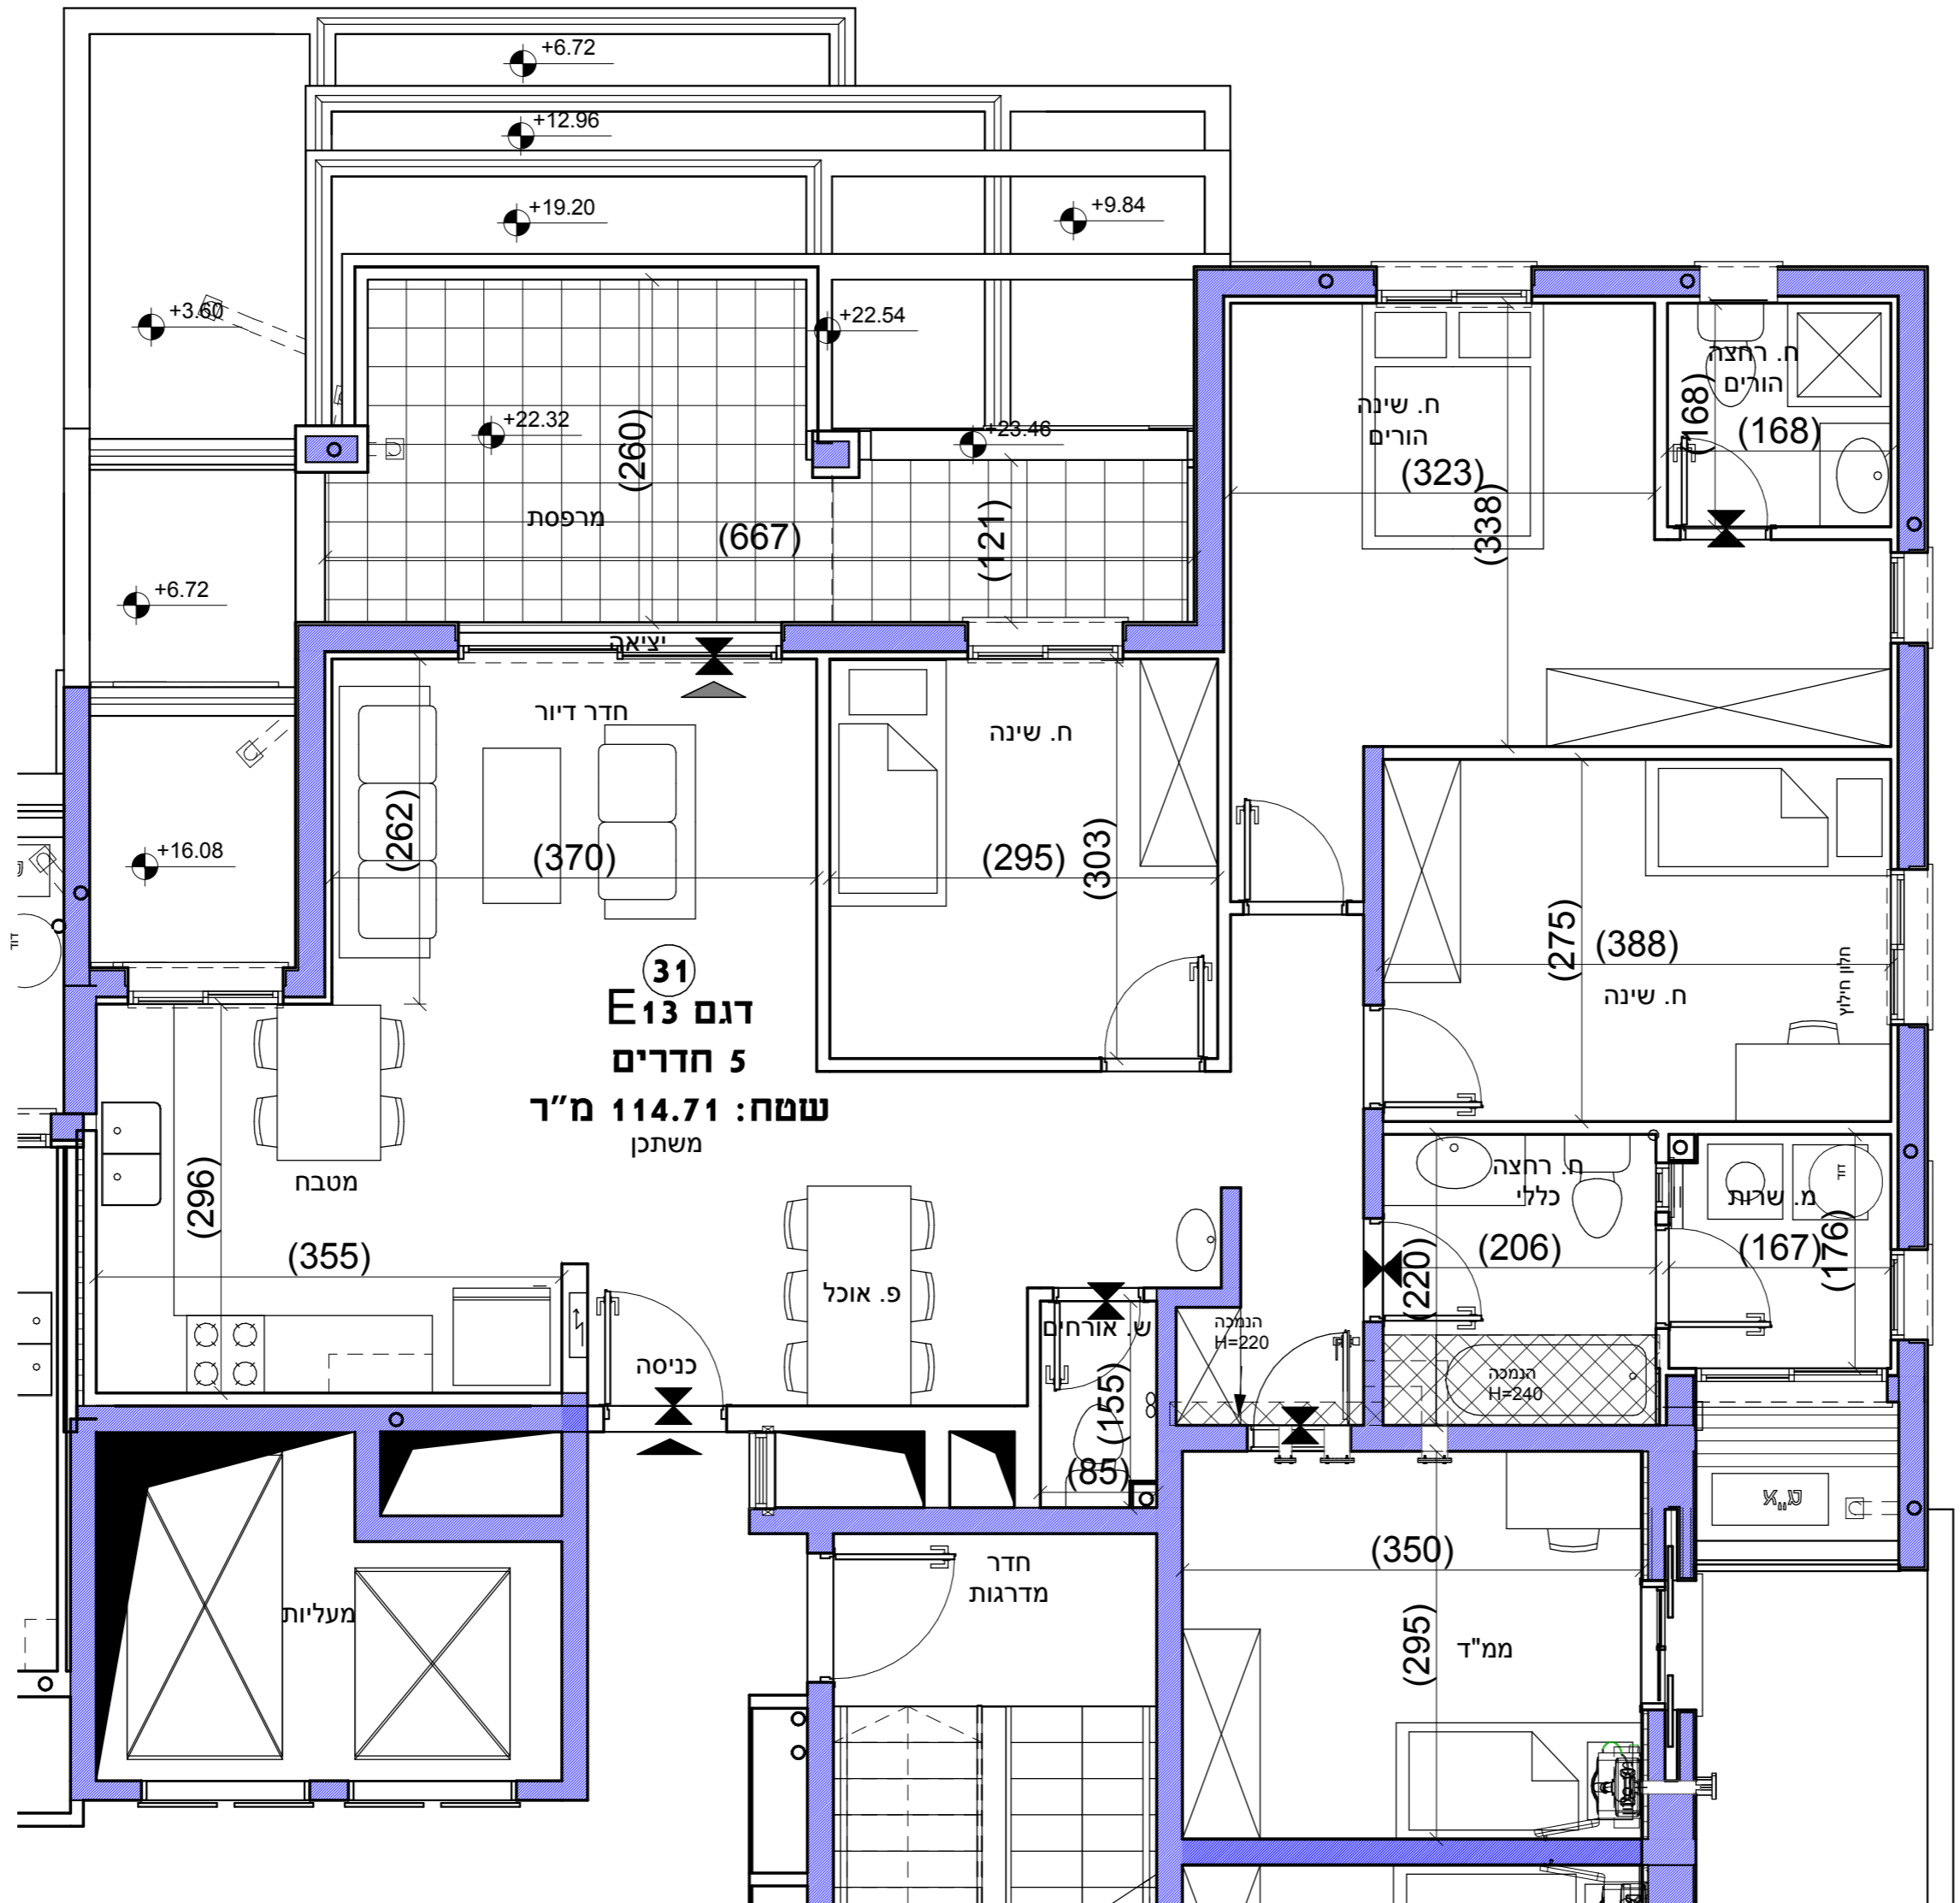 +6.72
+12.96
+19.20
+9.84
+3.60
+22.54
+22.32
+23.46
+6.72
+16.08
(260)
מרפסת
(667)
(121)
יציאה
ח. שינה
הורים
(323)
(338)
ח. רחצה
הורים
(168)
(168)
חדר דיור
(262)
(370)
ח. שינה
(295)
(303)
(275)
(388)
ח. שינה
חלון חילוץ
31
דגם E13
5 חדרים
שטח: 114.71 מ"ר
משתכן
מטבח
(296)
(355)
פ. אוכל
כניסה
ש. אורחים
(155)
(85)
הנמכה
H=220
ח. רחצה
כללי
(206)
(220)
הנמכה
H=240
מ. שרות
(167)
(176)
דוד
דוד
מעליות
חדר
מדרגות
(350)
(295)
ממ"ד